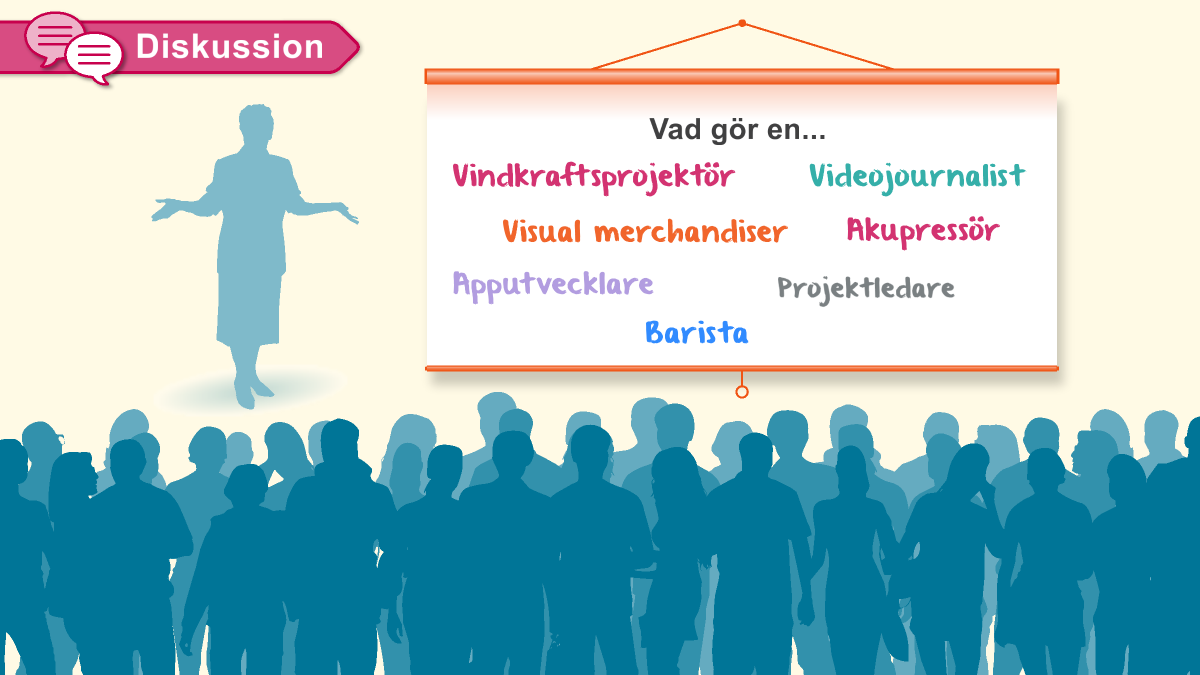 Diskussion
Vad gör en...
Vindkraftsprojektör
Videojournalist
Visual merchandiser
Akupressör
Apputvecklare
Projektledare
Barista